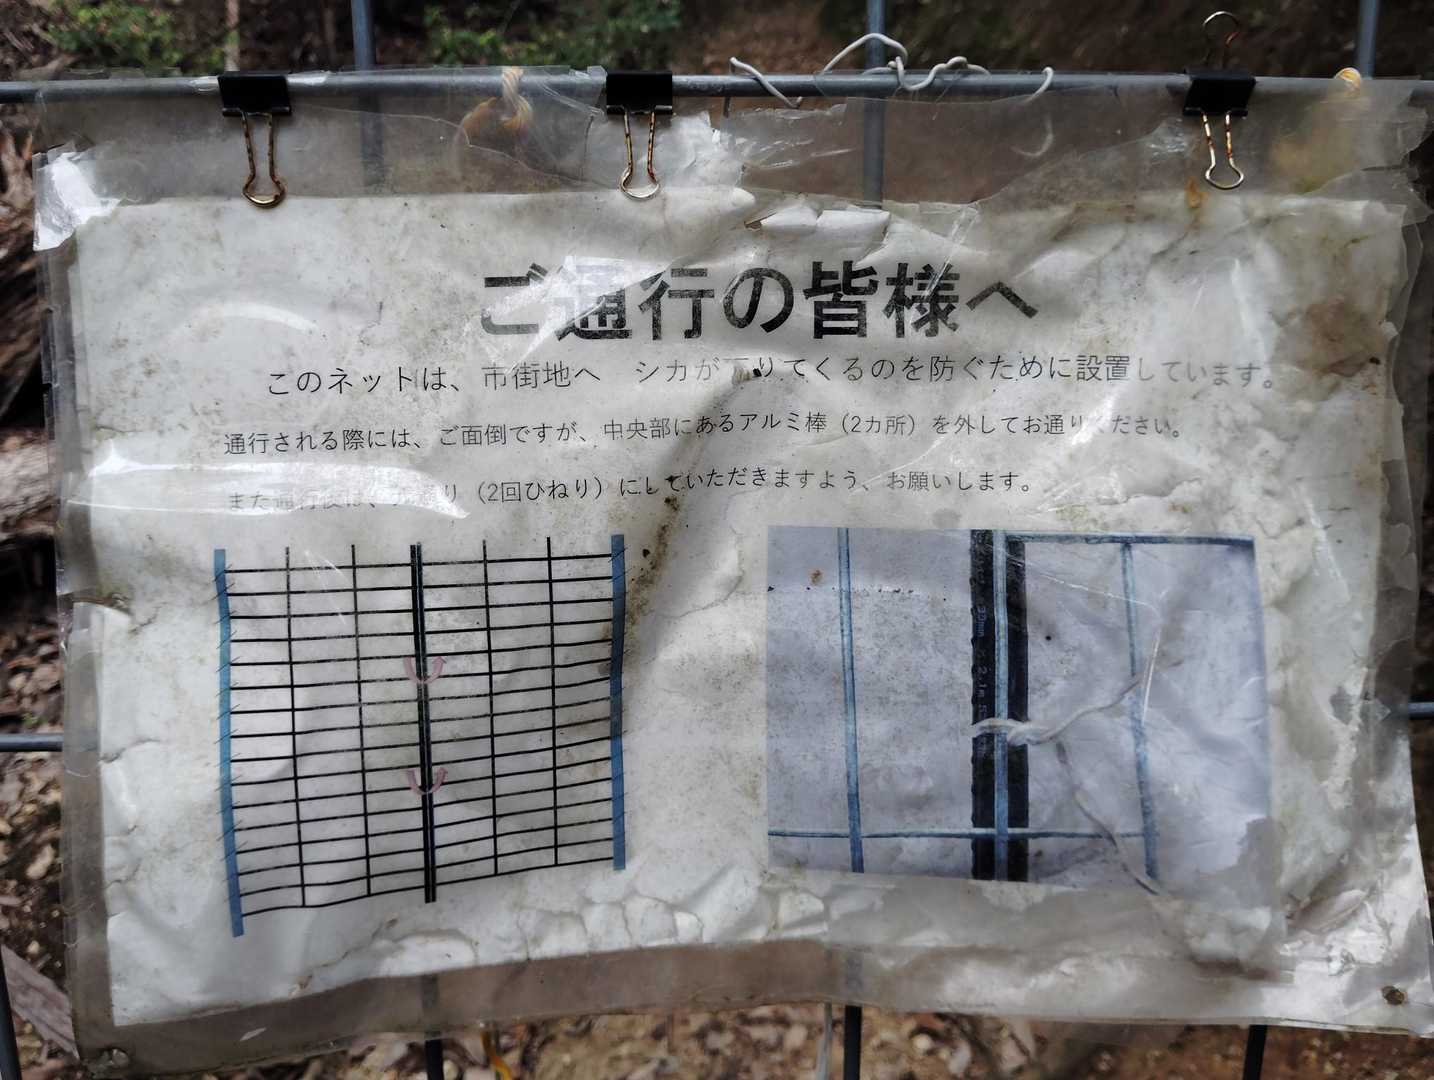 ご通行の皆様へ
このネットは、市街地へ　シカが下りてくるのを防ぐために設置しています。
通行される際には、ご面倒ですが、中央部にあるアルミ棒（2カ所）を外してお通りください。
また通行後は、元通り（2回ひねり）にしていただきますよう、お願いします。
30mm × 2.1m